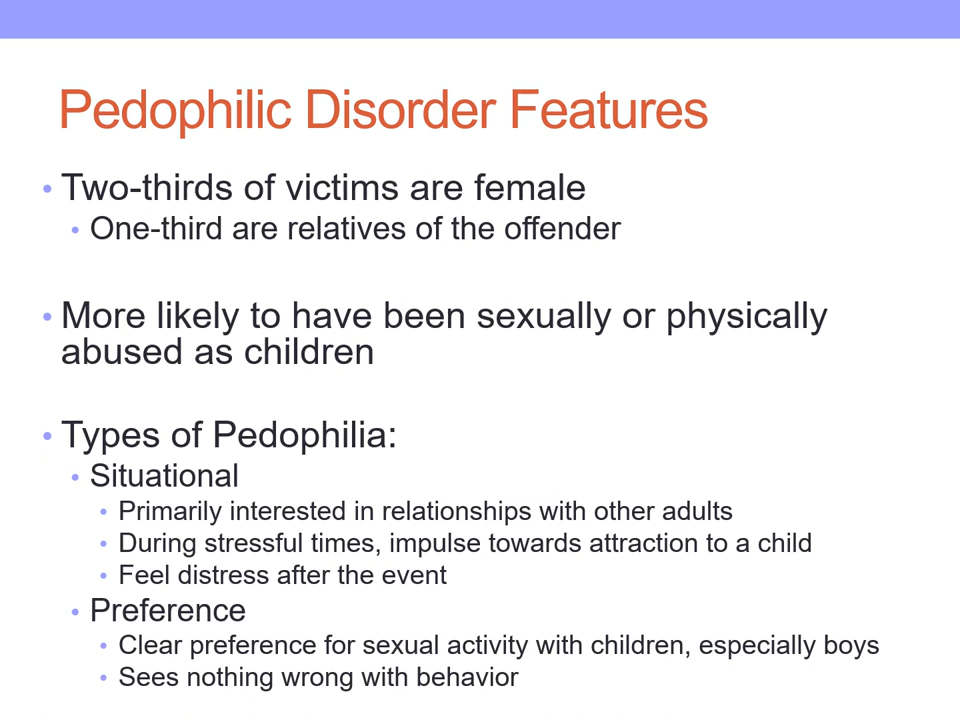 Pedophilic Disorder Features
• Two-thirds of victims are female
• One-third are relatives of the offender
• More likely to have been sexually or physically
abused as children
• Types of Pedophilia:
• Situational
• Primarily interested in relationships with other adults
• During stressful times, impulse towards attraction to a child
• Feel distress after the event
• Preference
• Clear preference for sexual activity with children, especially boys
• Sees nothing wrong with behavior